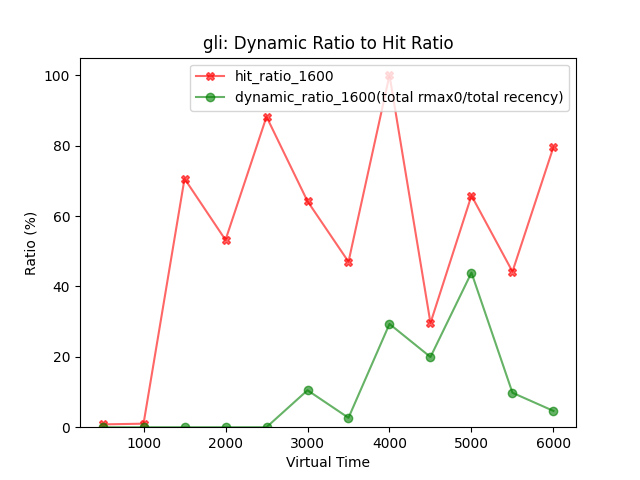 gli: Dynamic Ratio to Hit Ratio
hit_ratio_1600
dynamic_ratio_1600(total rmax0/total recency)
100
80
60
40
20
0
Ratio (%)
1000
2000
3000
4000
5000
6000
Virtual Time